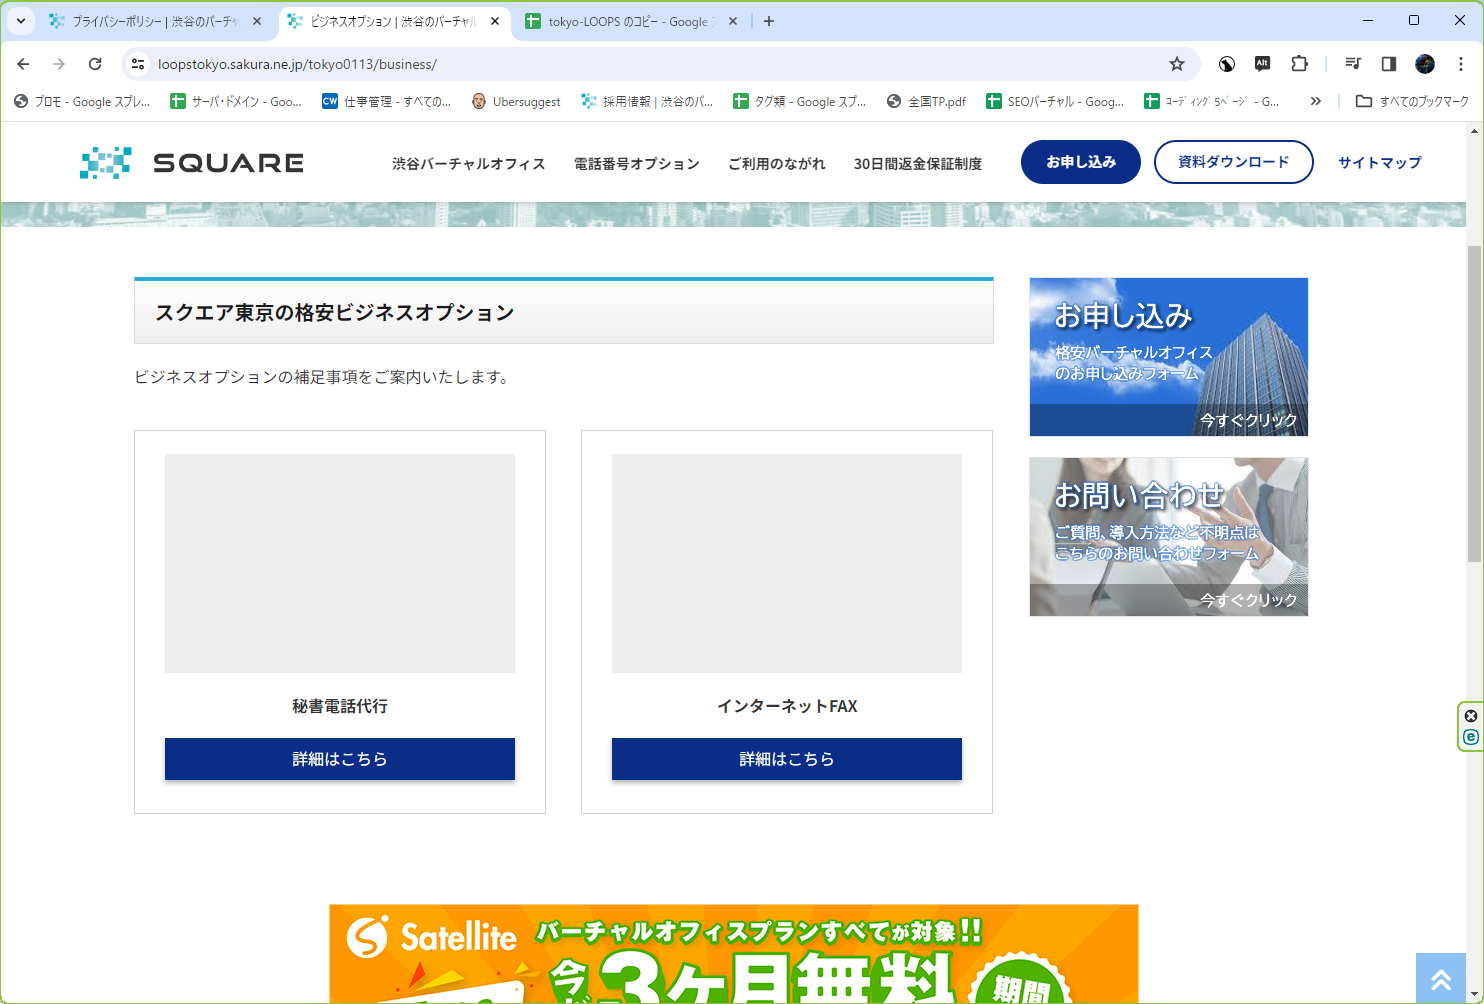 プライバシーポリシー | 渋谷のバーチャ
ビジネスオプション | 渋谷のバーチャル
tokyo-LOOPS のコピー - Google ス
loopstokyo.sakura.ne.jp/tokyo0113/business/
プロモ - Google スプレ...
サーバ・ドメイン - Goo...
CW 仕事管理 - すべての...
Ubersuggest
採用情報 | 渋谷のバ...
タグ類 - Google スプ...
全国TP.pdf
SEOバーチャル - Goog...
コーディング 5ページ - G...
すべてのブックマーク
SQUARE
渋谷バーチャルオフィス
電話番号オプション
ご利用のながれ
30日間返金保証制度
お申し込み
資料ダウンロード
サイトマップ
スクエア東京の格安ビジネスオプション
ビジネスオプションの補足事項をご案内いたします。
秘書電話代行
詳細はこちら
インターネットFAX
詳細はこちら
お申し込み
格安バーチャルオフィス
のお申し込みフォーム
今すぐクリック
お問い合わせ
ご質問、導入方法など不明点は
こちらのお問い合わせフォーム
今すぐクリック
Satellite
バーチャルオフィスプランすべてが対象!!
3ヶ月無料
期間